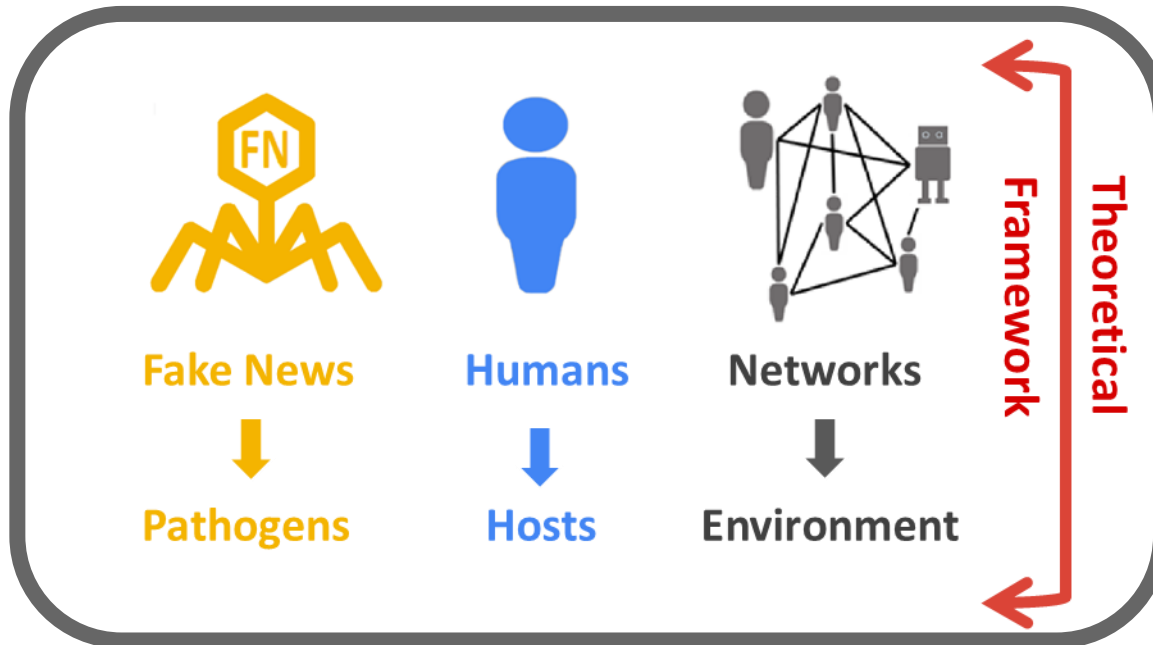 FN
Fake News
Humans
Networks
Pathogens
Hosts
Environment
Theoretical
Framework